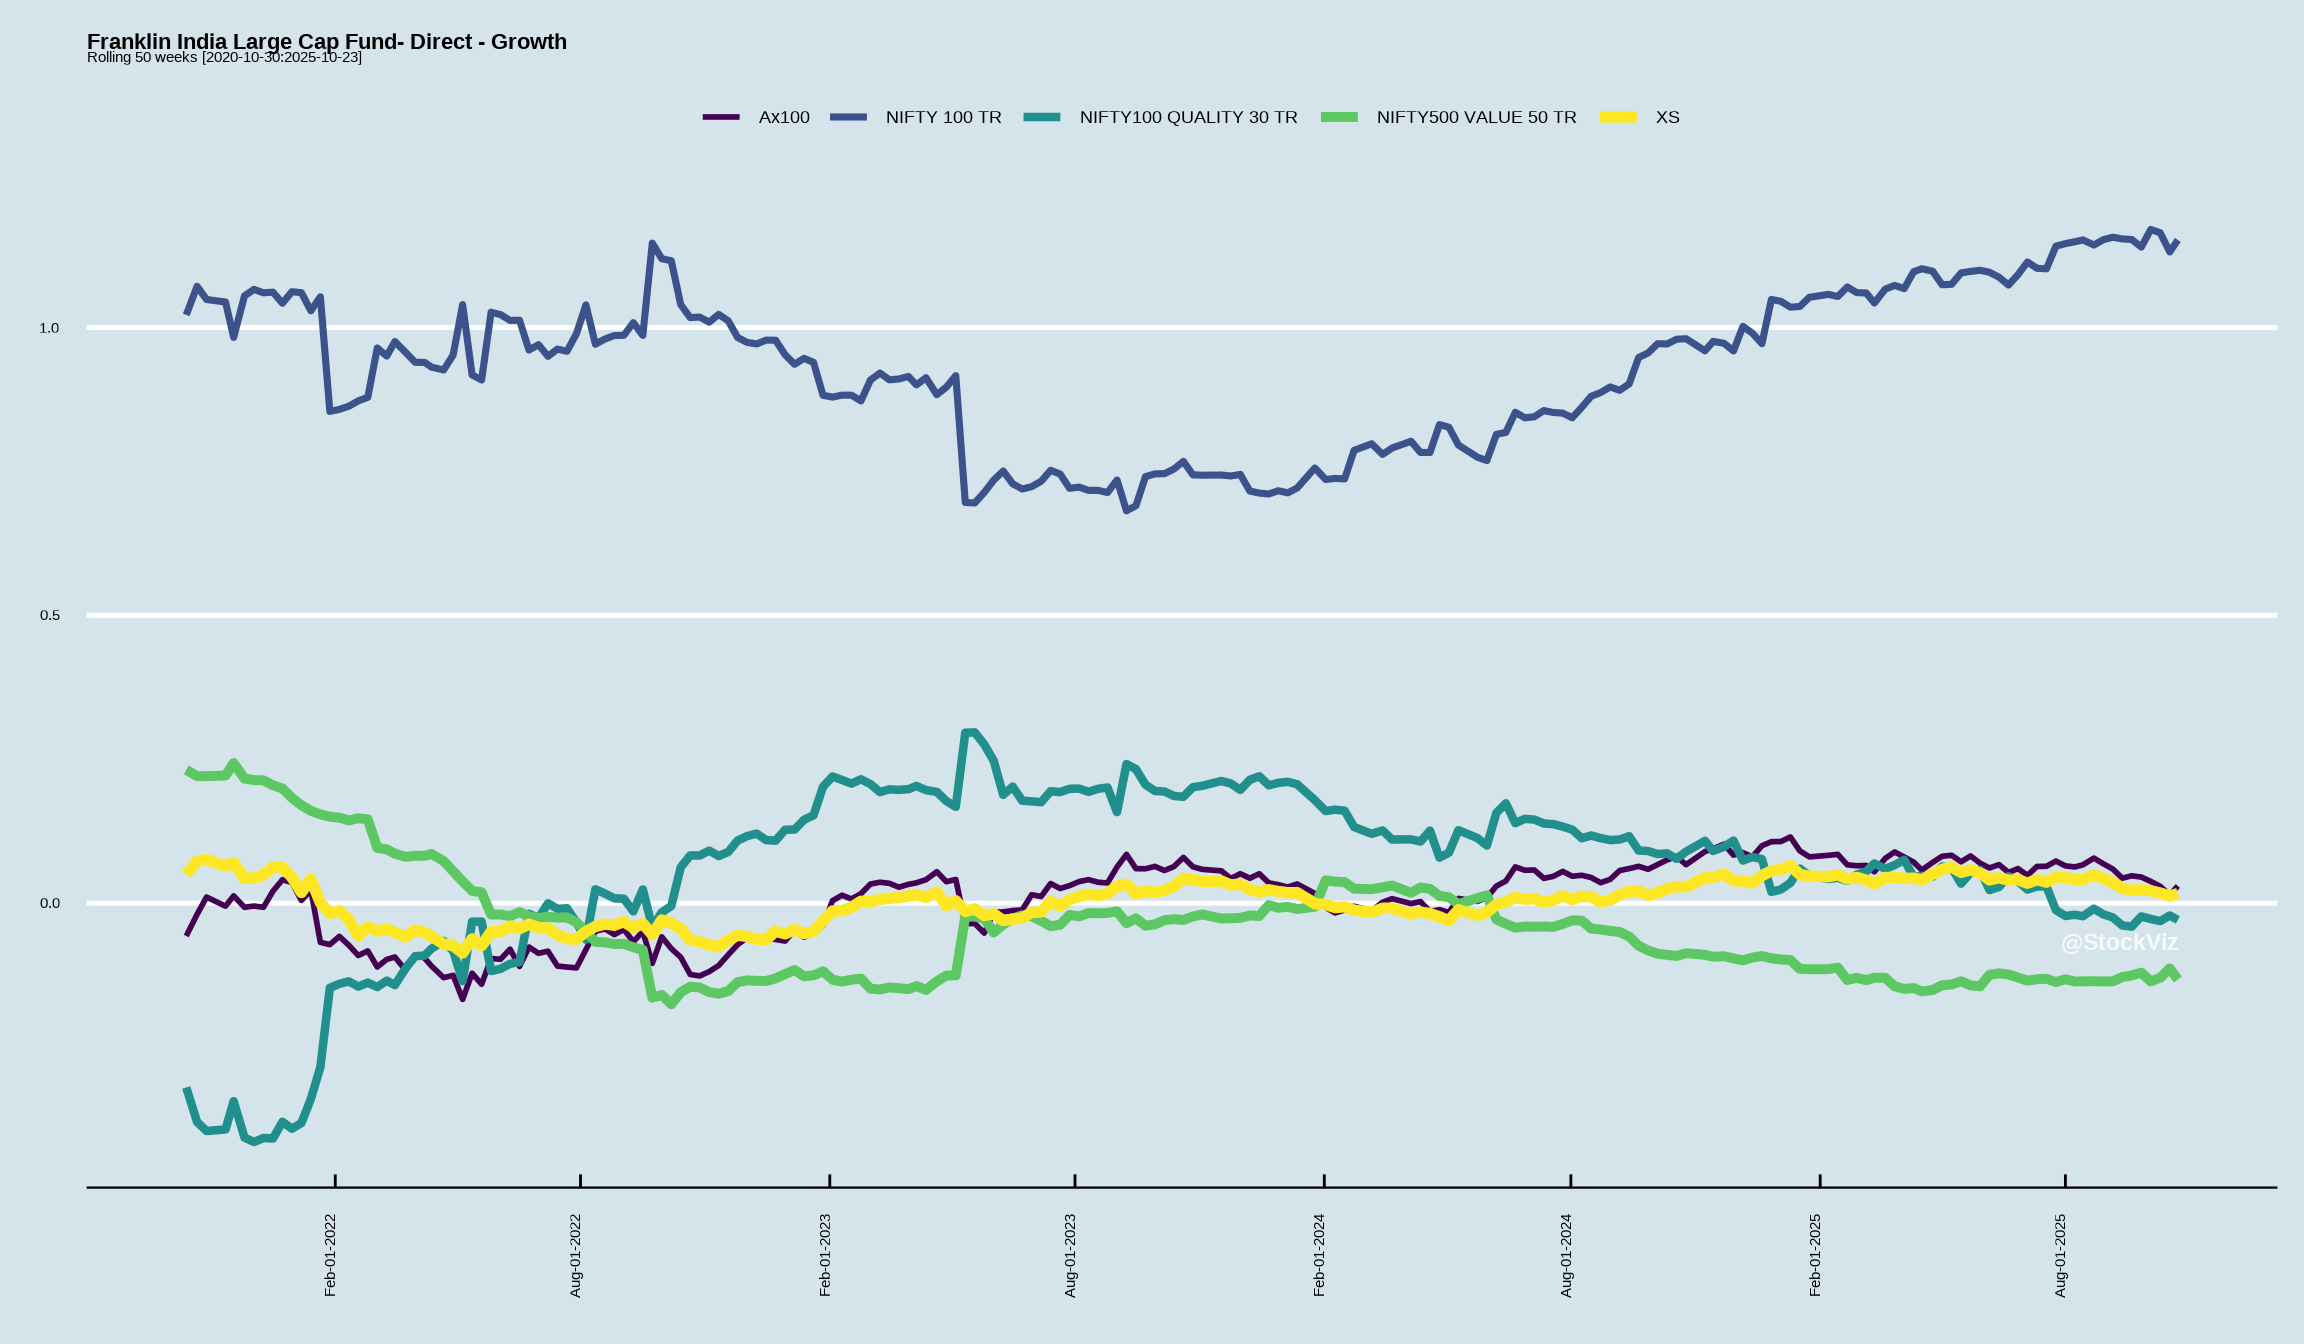 Franklin India Large Cap Fund- Direct - Growth
Rolling 50 weeks [2020-10-30:2025-10-23]
Ax100 NIFTY 100 TR NIFTY100 QUALITY 30 TR NIFTY500 VALUE 50 TR XS
1.0
0.5
0.0
@StockViz
Feb-01-2022
Aug-01-2022
Feb-01-2023
Aug-01-2023
Feb-01-2024
Aug-01-2024
Feb-01-2025
Aug-01-2025